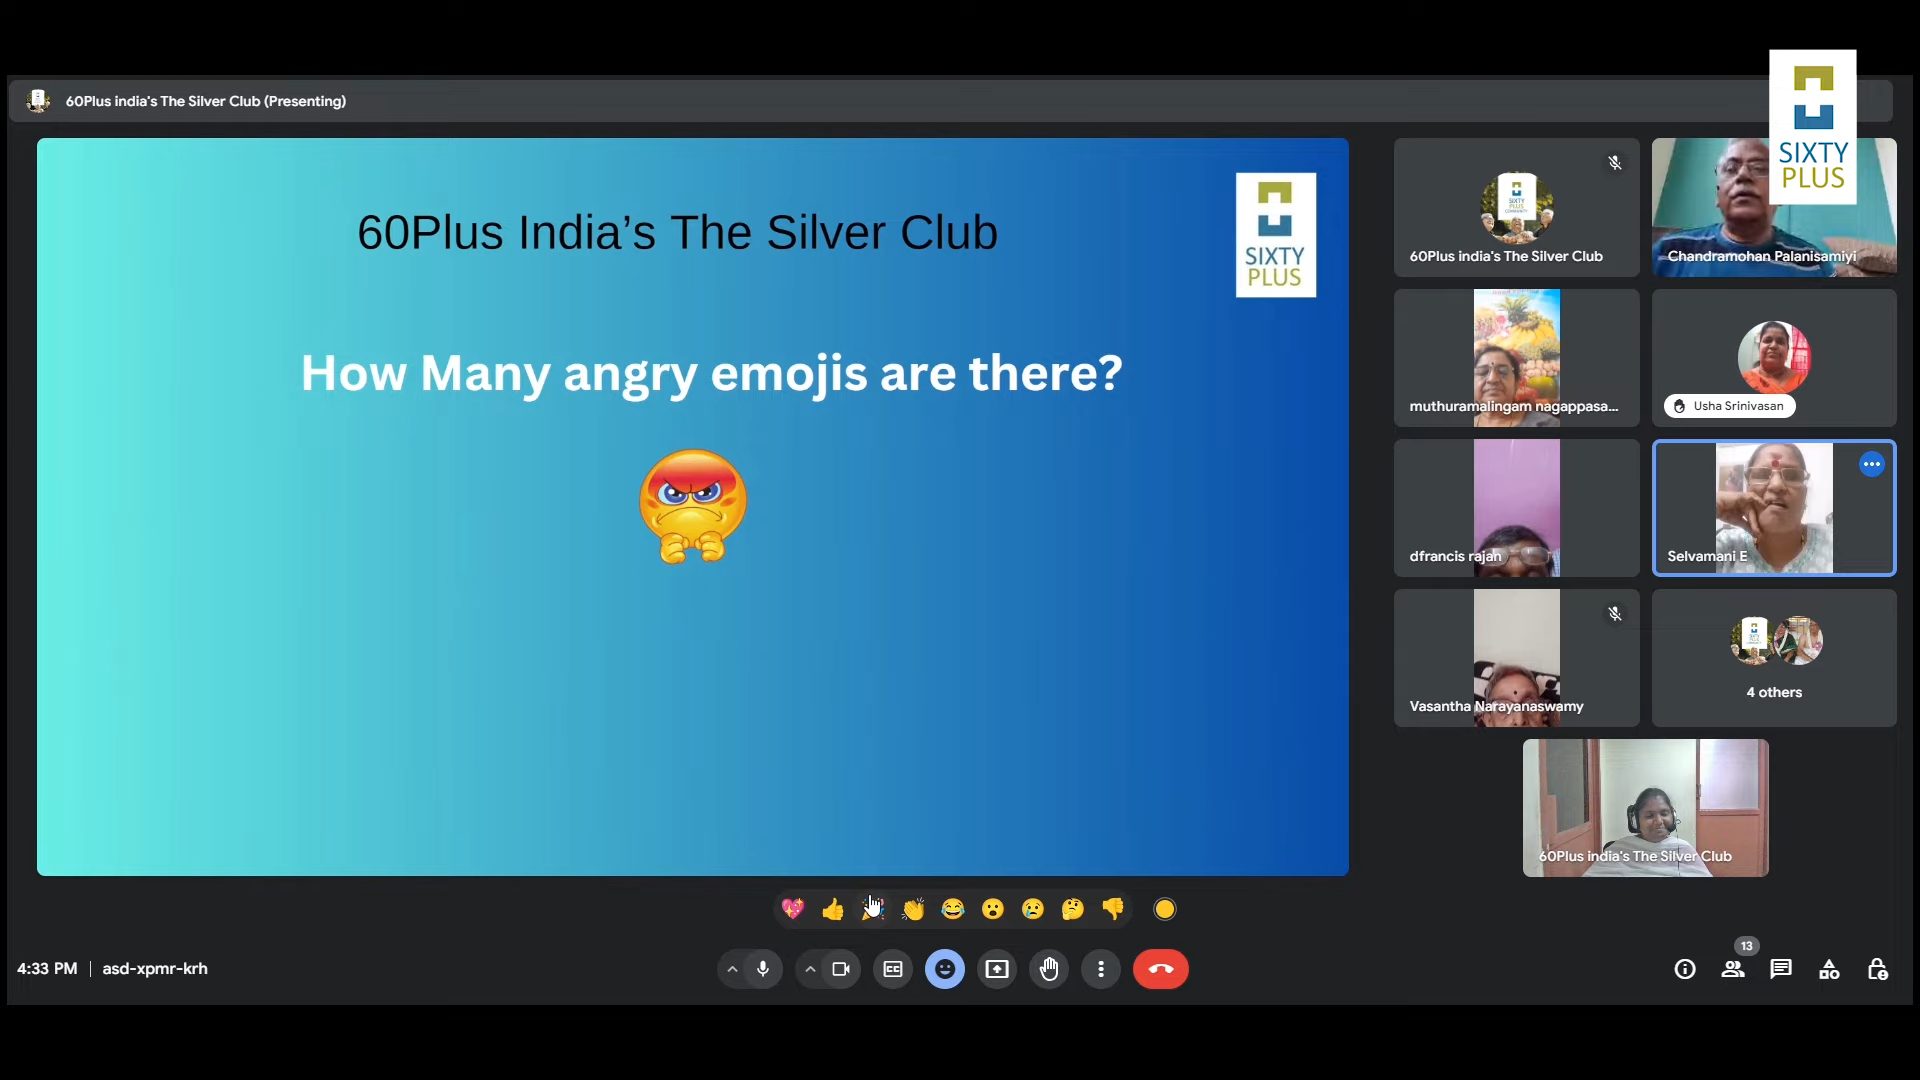 60Plus india's The Silver Club (Presenting)
60Plus India’s The Silver Club
SIXTY
PLUS
How Many angry emojis are there?
SIXTY
PLUS
60Plus india's The Silver Club
Chandramohan Palanisamiyi
muthuramalingam nagappasa...
Usha Srinivasan
dfrancis rajan
Selvamani E
Vasantha Narayanaswamy
4 others
60Plus india's The Silver Club
4:33 PM | asd-xpmr-krh
13